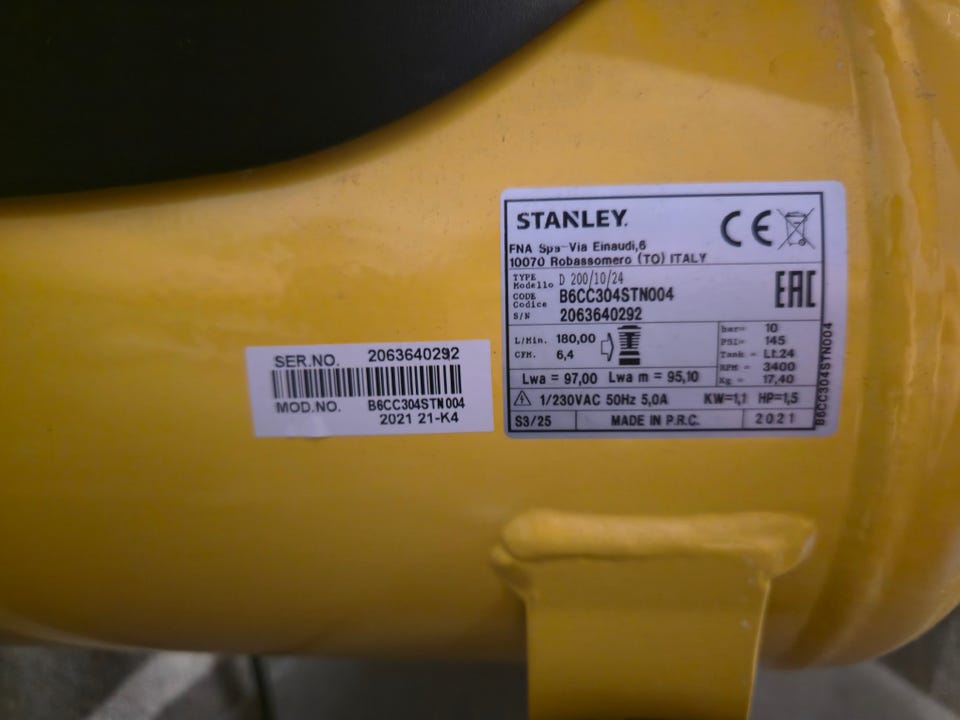 STANLEY.
CE
FNA Spa-Via Einaudi,6
10070 Robassomero (TO) ITALY
TYPE
Modello D 200/10/24
CODE
Codice B6CC304STN004
S/N 2063640292
EAC
L/Min. 180,00
CFM. 6,4
bar= 10
PSI= 145
Tank = Lt.24
RPM = 3400
Kg = 17,40
Lwa = 97,00 Lwa m = 95,10
1/230VAC 50Hz 5,0A KW=1,1 HP=1,5
S3/25 MADE IN P.R.C. 2021
B6CC304STN004
SER.NO. 2063640292
MOD.NO. B6CC304STN004
2021 21-K4